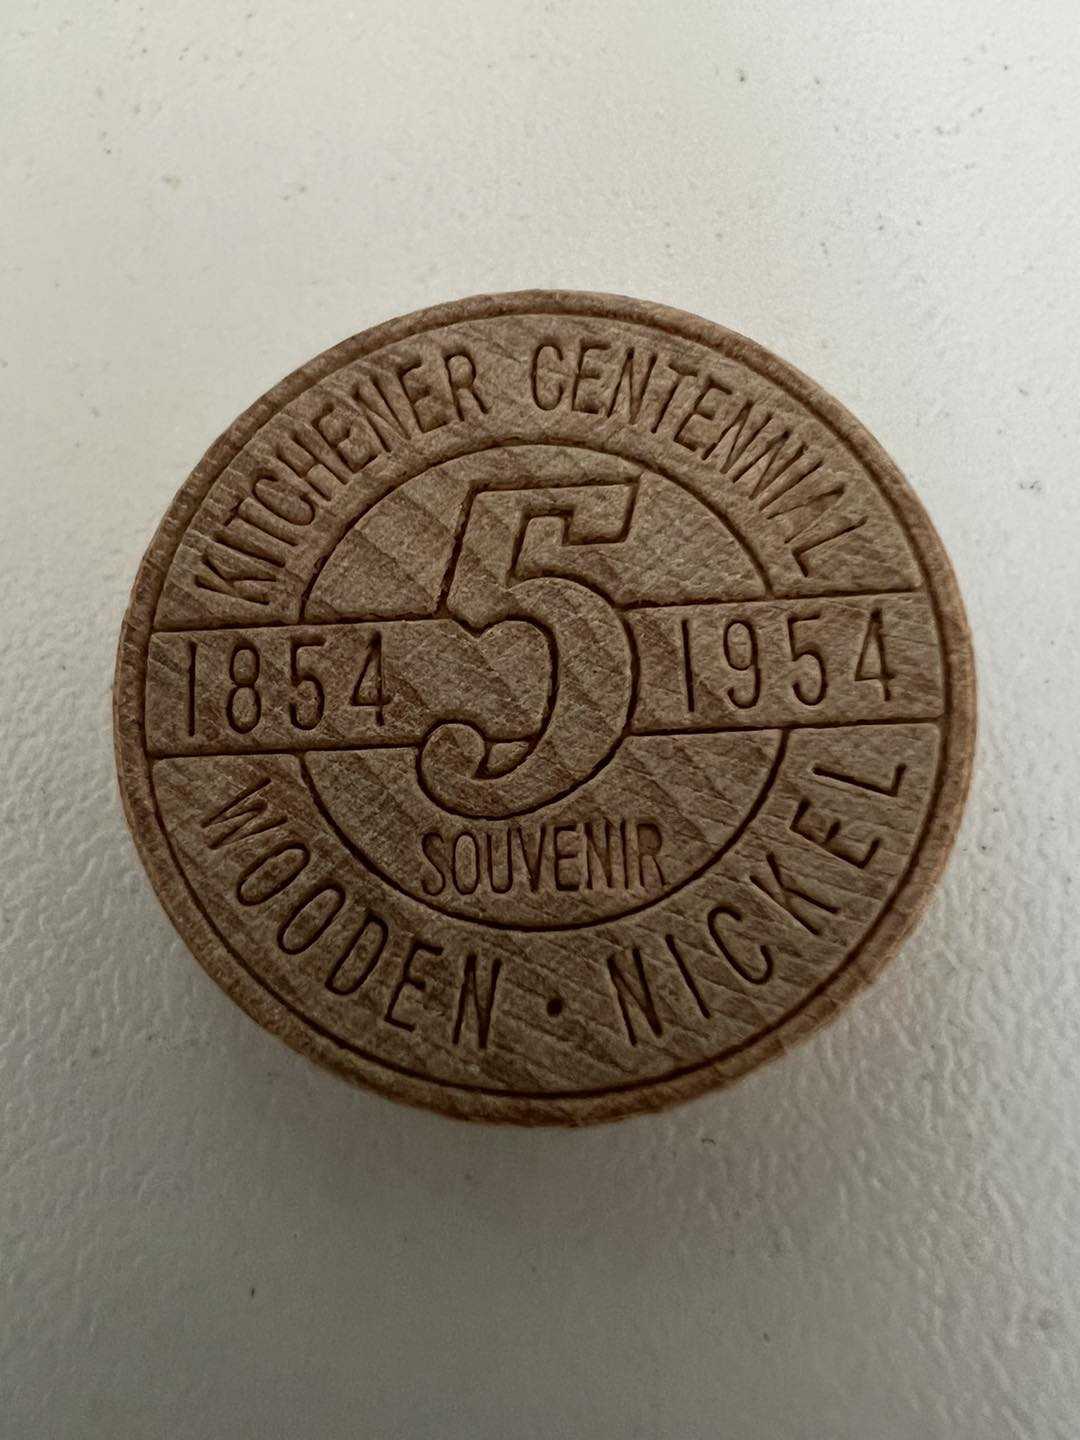 KITCHENER CENTENNIAL
5
1854 1954
SOUVENIR
WOODEN · NICKEL